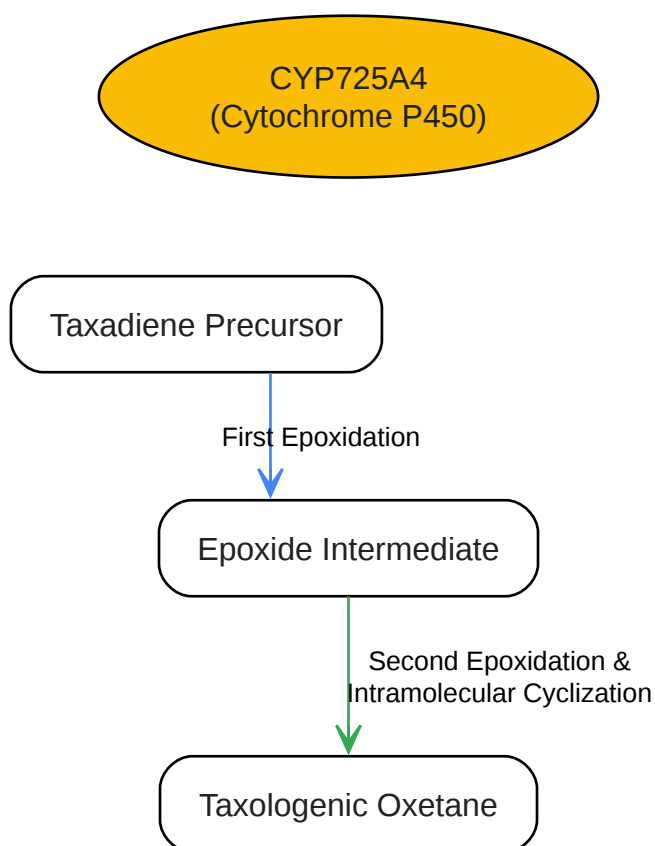 CYP725A4
(Cytochrome P450)
Taxadiene Precursor
First Epoxidation
Epoxide Intermediate
Second Epoxidation &
Intramolecular Cyclization
Taxologenic Oxetane